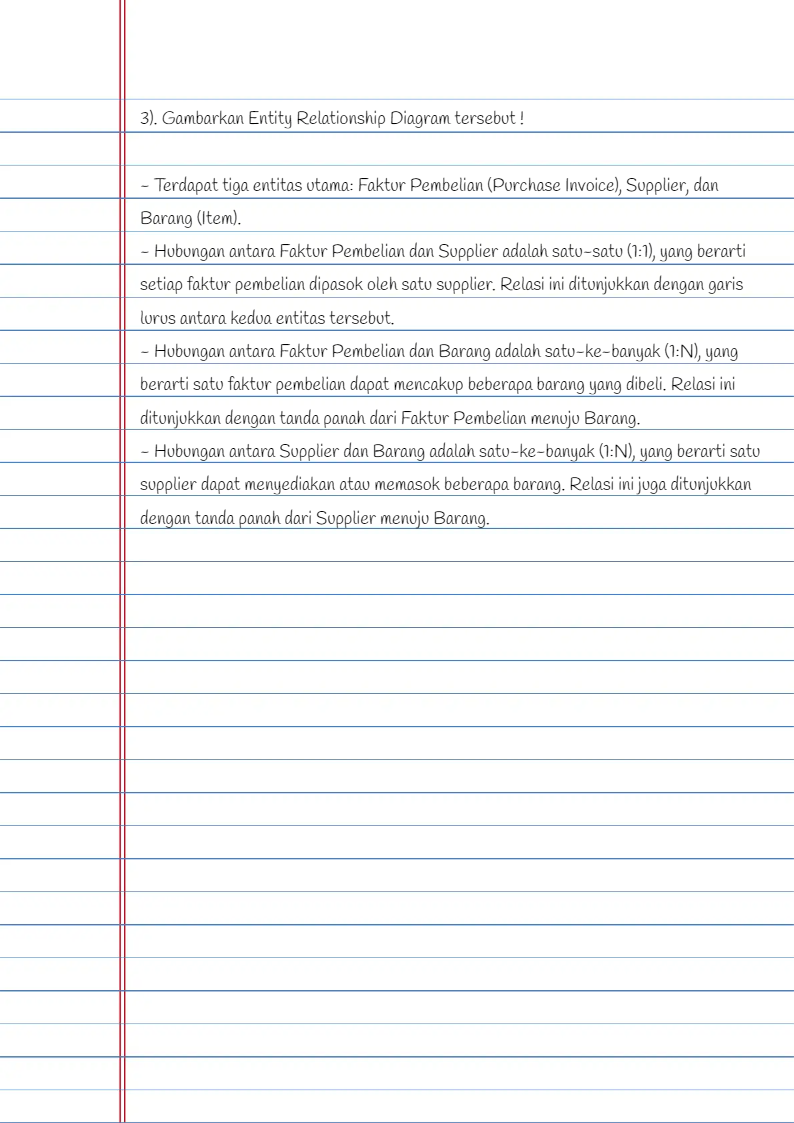 3). Gambarkan Entity Relationship Diagram tersebut !
- Terdapat tiga entitas utama: Faktur Pembelian (Purchase Invoice), Supplier, dan
Barang (Item).
- Hubungan antara Faktur Pembelian dan Supplier adalah satu-satu (1:1), yang berarti
setiap faktur pembelian dipasok oleh satu supplier. Relasi ini ditunjukkan dengan garis
lurus antara kedua entitas tersebut.
- Hubungan antara Faktur Pembelian dan Barang adalah satu-ke-banyak (1:N), yang
berarti satu faktur pembelian dapat mencakup beberapa barang yang dibeli. Relasi ini
ditunjukkan dengan tanda panah dari Faktur Pembelian menuju Barang.
- Hubungan antara Supplier dan Barang adalah satu-ke-banyak (1:N), yang berarti satu
supplier dapat menyediakan atau memasok beberapa barang. Relasi ini juga ditunjukkan
dengan tanda panah dari Supplier menuju Barang.